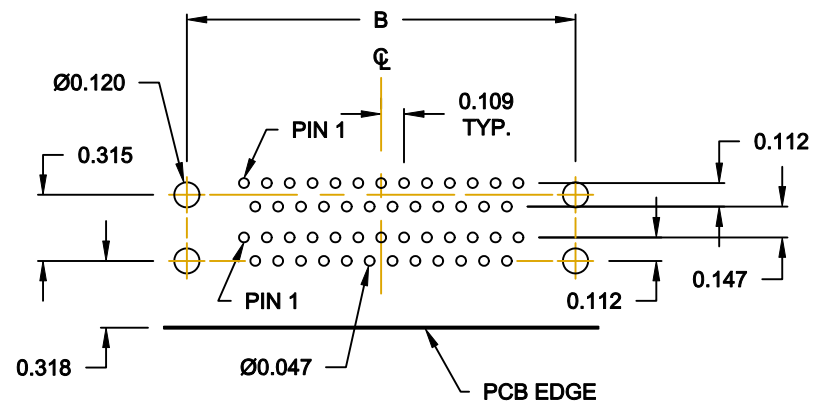 B
℄
Ø0.120
0.109
TYP.
PIN 1
0.112
0.315
0.147
PIN 1
0.112
0.318
Ø0.047
PCB EDGE